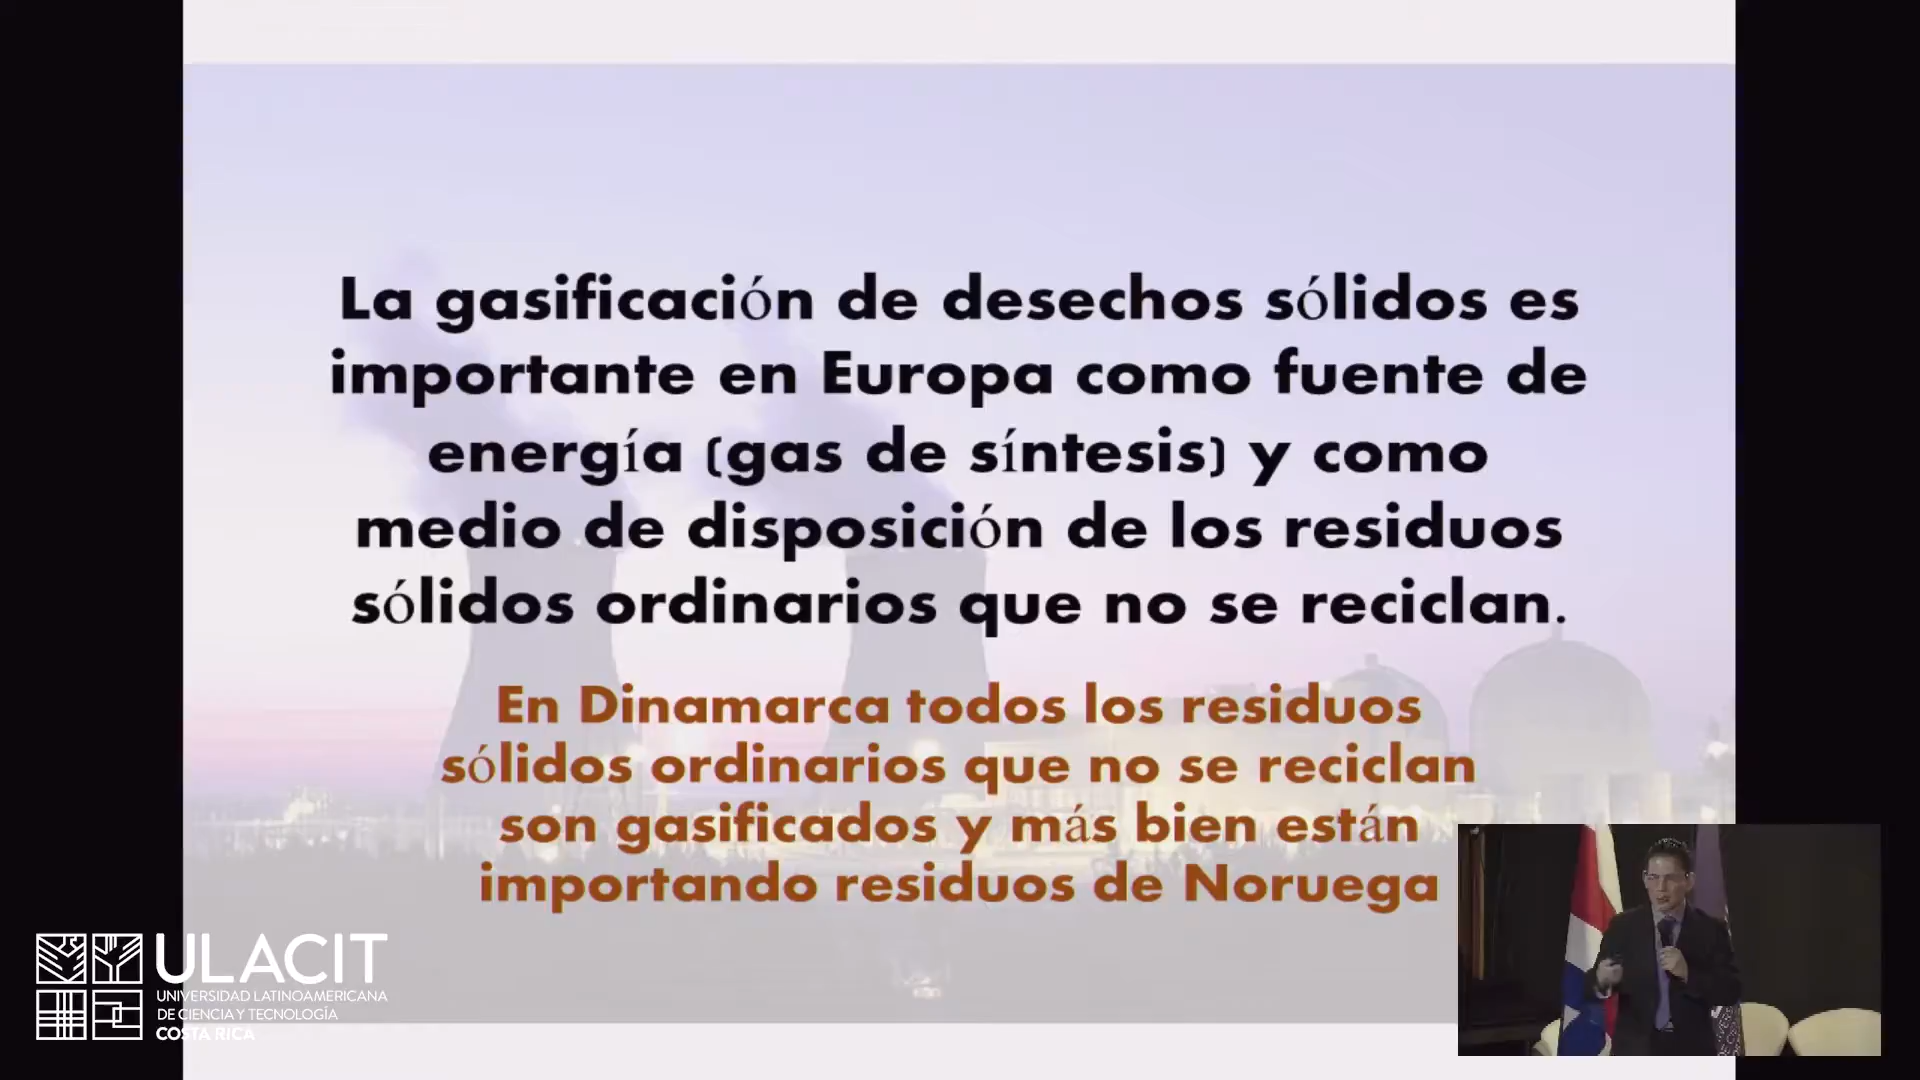 La gasificación de desechos sólidos es
importante en Europa como fuente de
energía (gas de síntesis) y como
medio de disposición de los residuos
sólidos ordinarios que no se reciclan.
En Dinamarca todos los residuos
sólidos ordinarios que no se reciclan
son gasificados y más bien están
importando residuos de Noruega
ULACIT
UNIVERSIDAD LATINOAMERICANA
DE CIENCIA Y TECNOLOGÍA
COSTA RICA